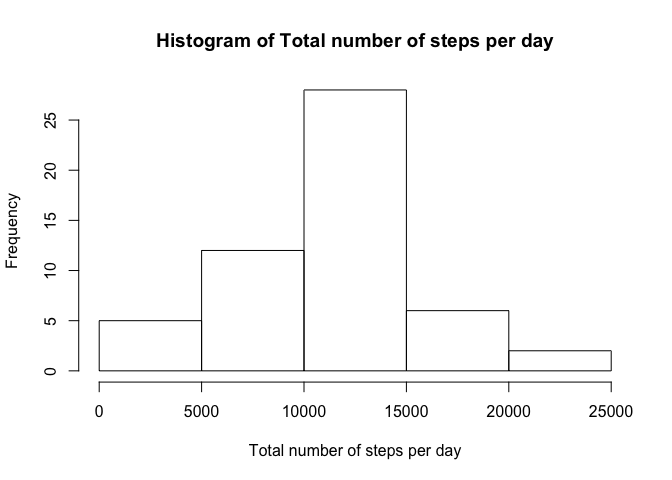 Histogram of Total number of steps per day
Frequency
25
20
15
10
5
0
0 5000 10000 15000 20000 25000
Total number of steps per day